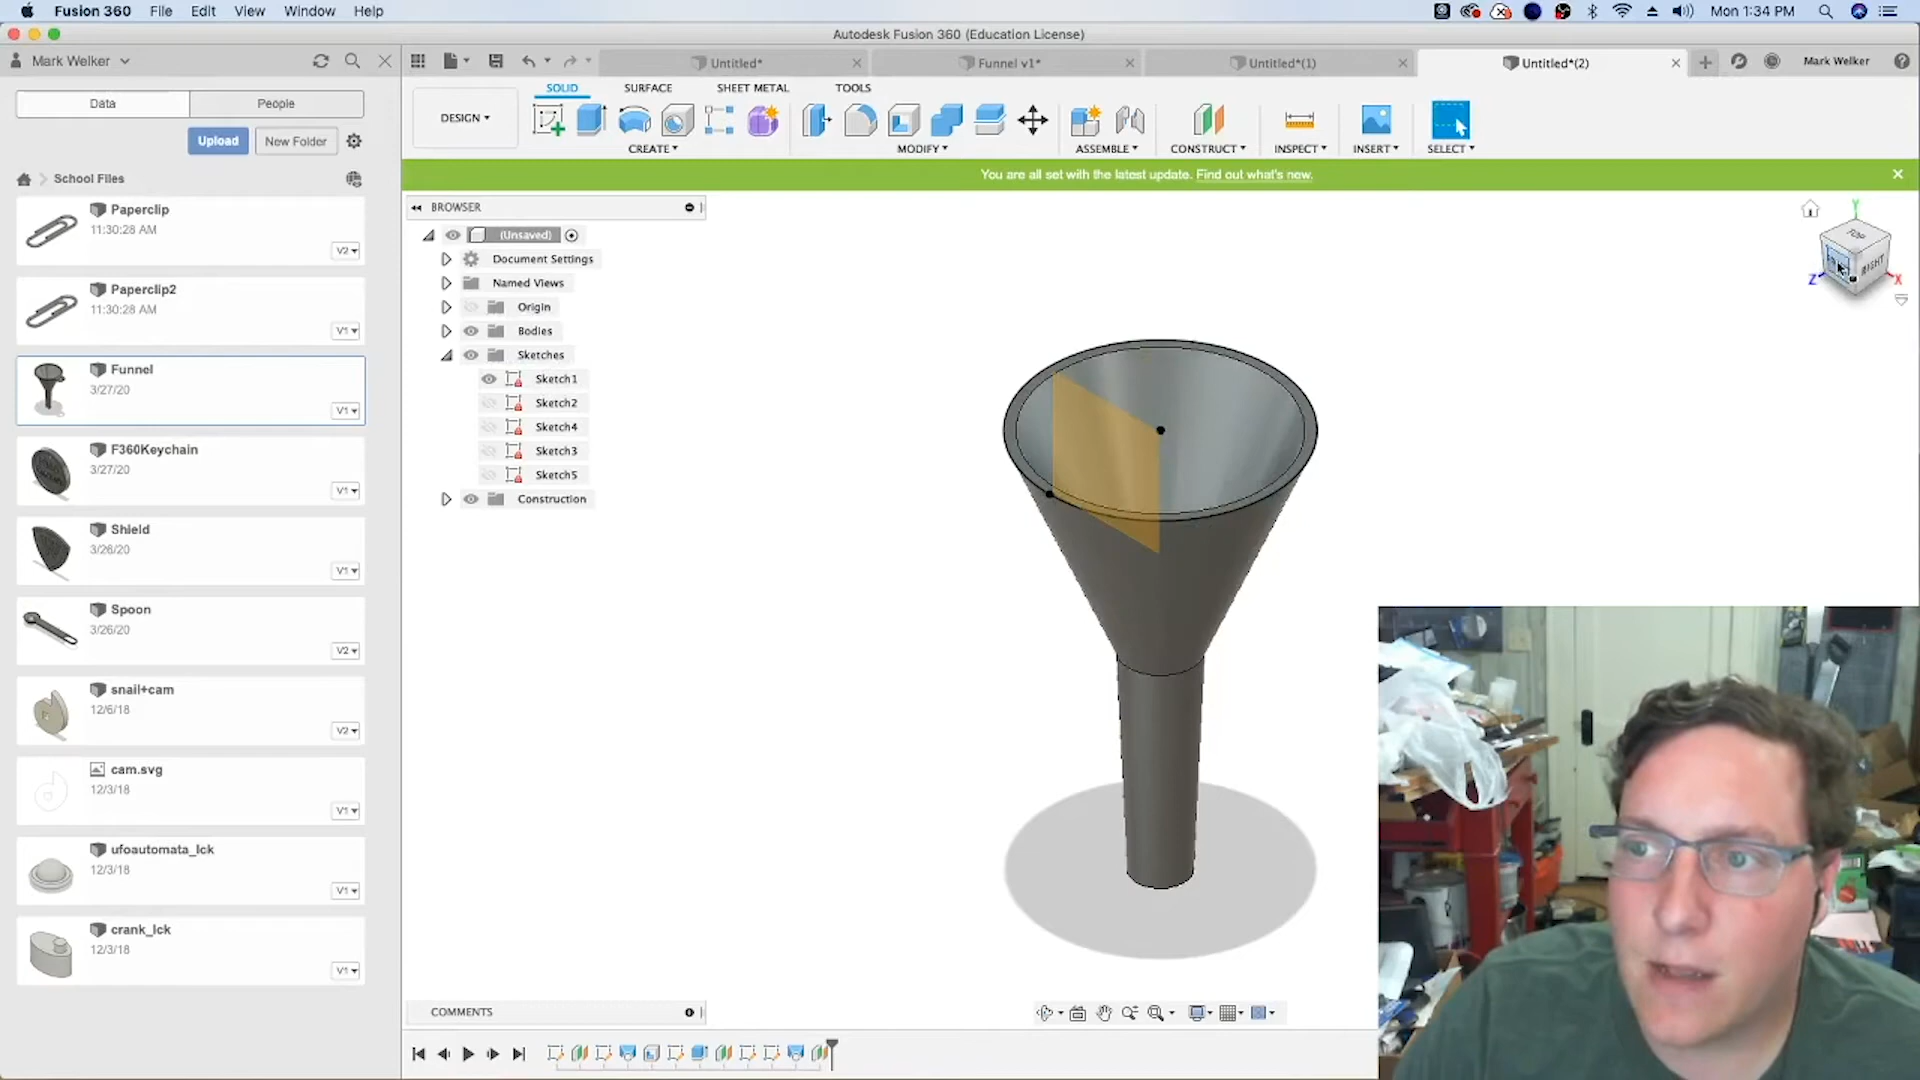 Fusion 360 File Edit View Window Help Mon 1:34 PM
Autodesk Fusion 360 (Education License)
Mark Welker
Untitled*
Funnel v1*
Untitled*(1)
Untitled*(2)
Mark Welker
Data People
SOLID SURFACE SHEET METAL TOOLS
DESIGN
Upload New Folder
CREATE MODIFY ASSEMBLE CONSTRUCT INSPECT INSERT SELECT
School Files
You are all set with the latest update. Find out what's new.
BROWSER
(Unsaved)
Document Settings
Named Views
Origin
Bodies
Sketches
Sketch1
Sketch2
Sketch4
Sketch3
Sketch5
Construction
Paperclip
11:30:28 AM
V2
Paperclip2
11:30:28 AM
V1
Funnel
3/27/20
V1
F360Keychain
3/27/20
V1
Shield
3/26/20
V1
Spoon
3/26/20
V2
snail+cam
12/6/18
V2
cam.svg
12/3/18
V1
ufoautomata_lck
12/3/18
V1
crank_lck
12/3/18
V1
Y
TOP
RIGHT
Z
X
COMMENTS